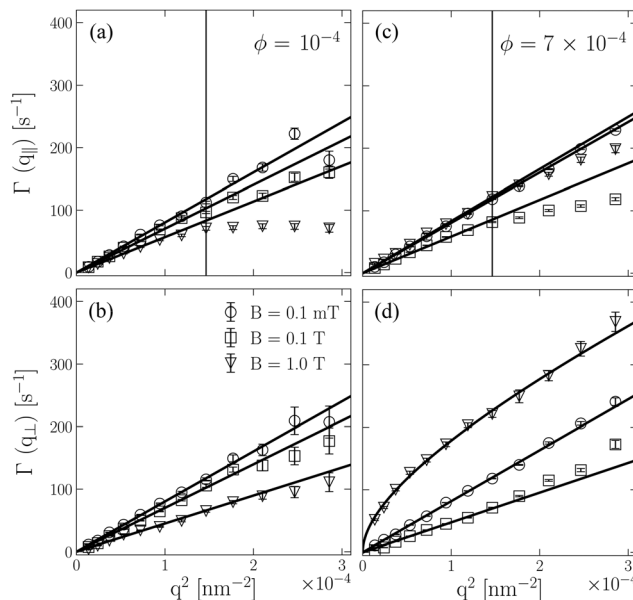 (a)
ϕ = 10⁻⁴
(c)
ϕ = 7 × 10⁻⁴
400
300
200
100
0
Γ (q∥) [s⁻¹]
(b)
B = 0.1 mT
B = 0.1 T
B = 1.0 T
(d)
400
300
200
100
0
Γ (q⊥) [s⁻¹]
0 1 2 3
×10⁻⁴
q² [nm⁻²]
0 1 2 3
×10⁻⁴
q² [nm⁻²]